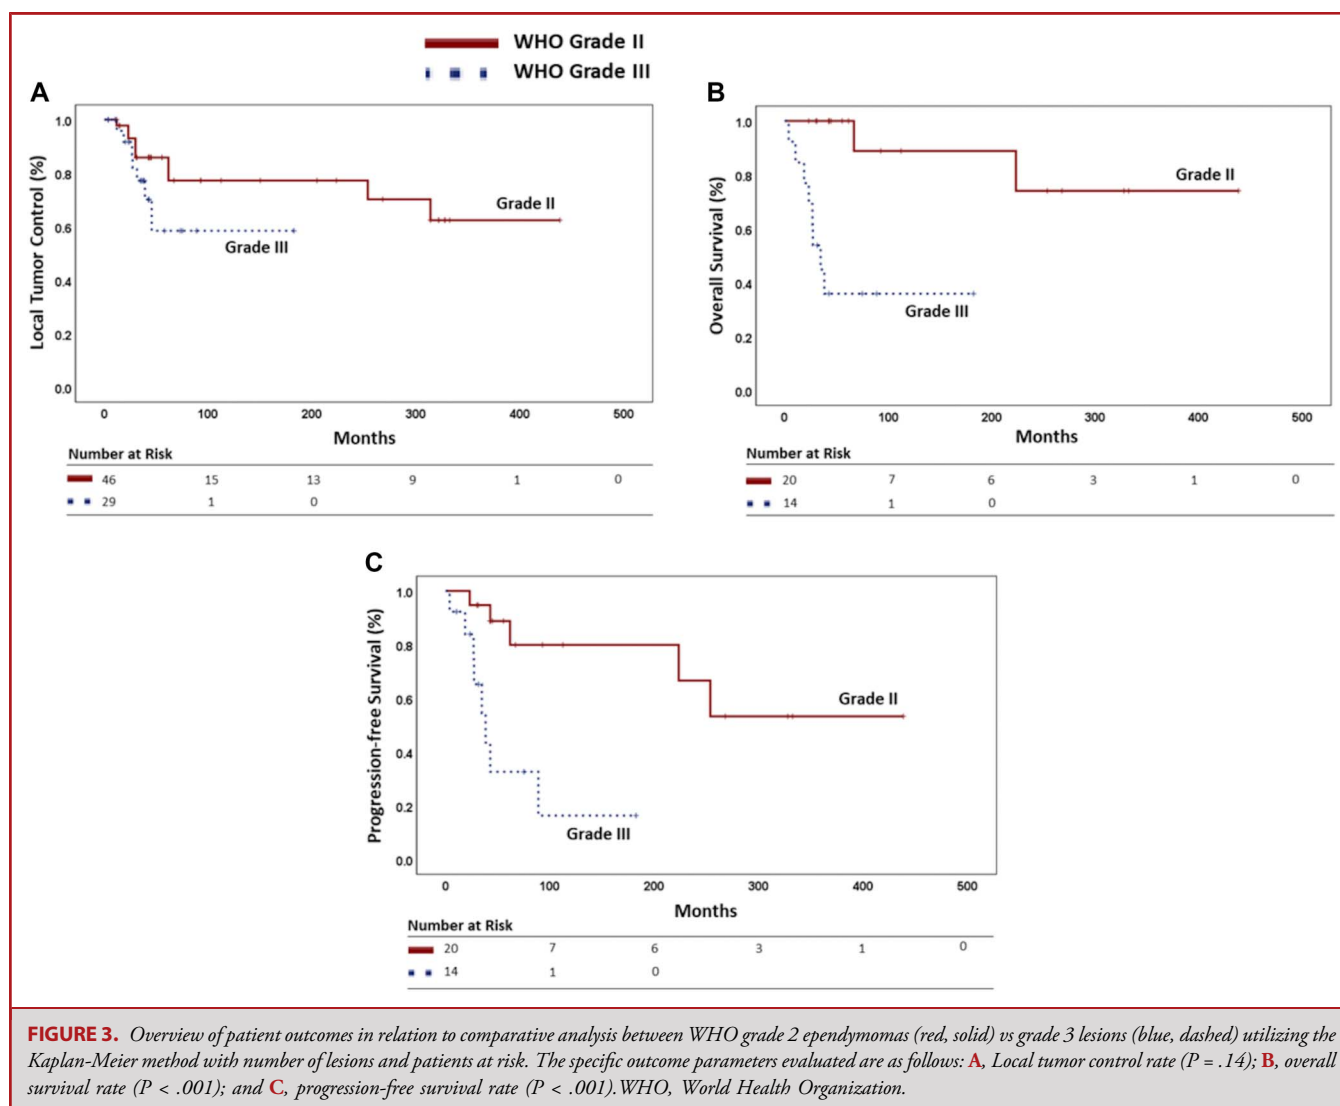 WHO Grade II
WHO Grade III
A
Local Tumor Control (%)
1.0
0.8
0.6
0.4
0.2
0.0
Grade II
Grade III
0 100 200 300 400 500
Months
Number at Risk
46 15 13 9 1 0
29 1 0
B
Overall Survival (%)
1.0
0.8
0.6
0.4
0.2
0.0
Grade II
Grade III
0 100 200 300 400 500
Months
Number at Risk
20 7 6 3 1 0
14 1 0
C
Progression-free Survival (%)
1.0
0.8
0.6
0.4
0.2
0.0
Grade II
Grade III
0 100 200 300 400 500
Months
Number at Risk
20 7 6 3 1 0
14 1 0
FIGURE 3. Overview of patient outcomes in relation to comparative analysis between WHO grade 2 ependymomas (red, solid) vs grade 3 lesions (blue, dashed) utilizing the
Kaplan-Meier method with number of lesions and patients at risk. The specific outcome parameters evaluated are as follows: A, Local tumor control rate (P = .14); B, overall
survival rate (P < .001); and C, progression-free survival rate (P < .001). WHO, World Health Organization.